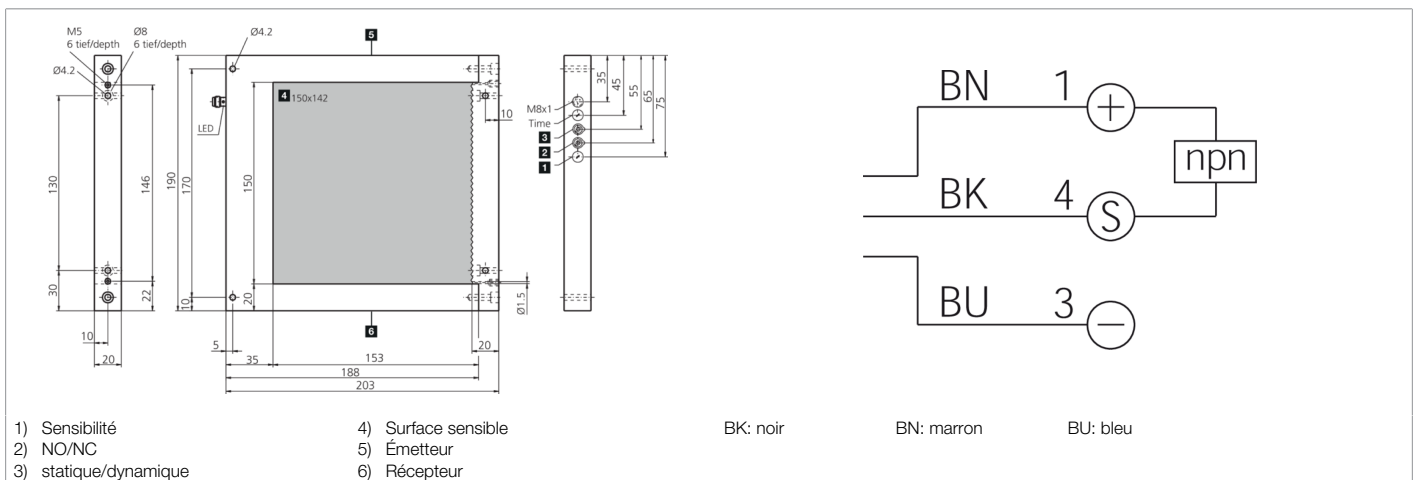 M5
6 tief/depth
Ø8
6 tief/depth
Ø4.2
130
30
146
22
10
20
Ø4.2
5
LED
4 150x142
190
170
150
20
10
10
Ø1.5
5
35
153
20
188
203
6
M8x1
Time
3
2
1
35
45
55
65
75
BN 1 +
npn
BK 4 S
BU 3 −
1) Sensibilité
2) NO/NC
3) statique/dynamique
4) Surface sensible
5) Émetteur
6) Récepteur
BK: noir
BN: marron
BU: bleu